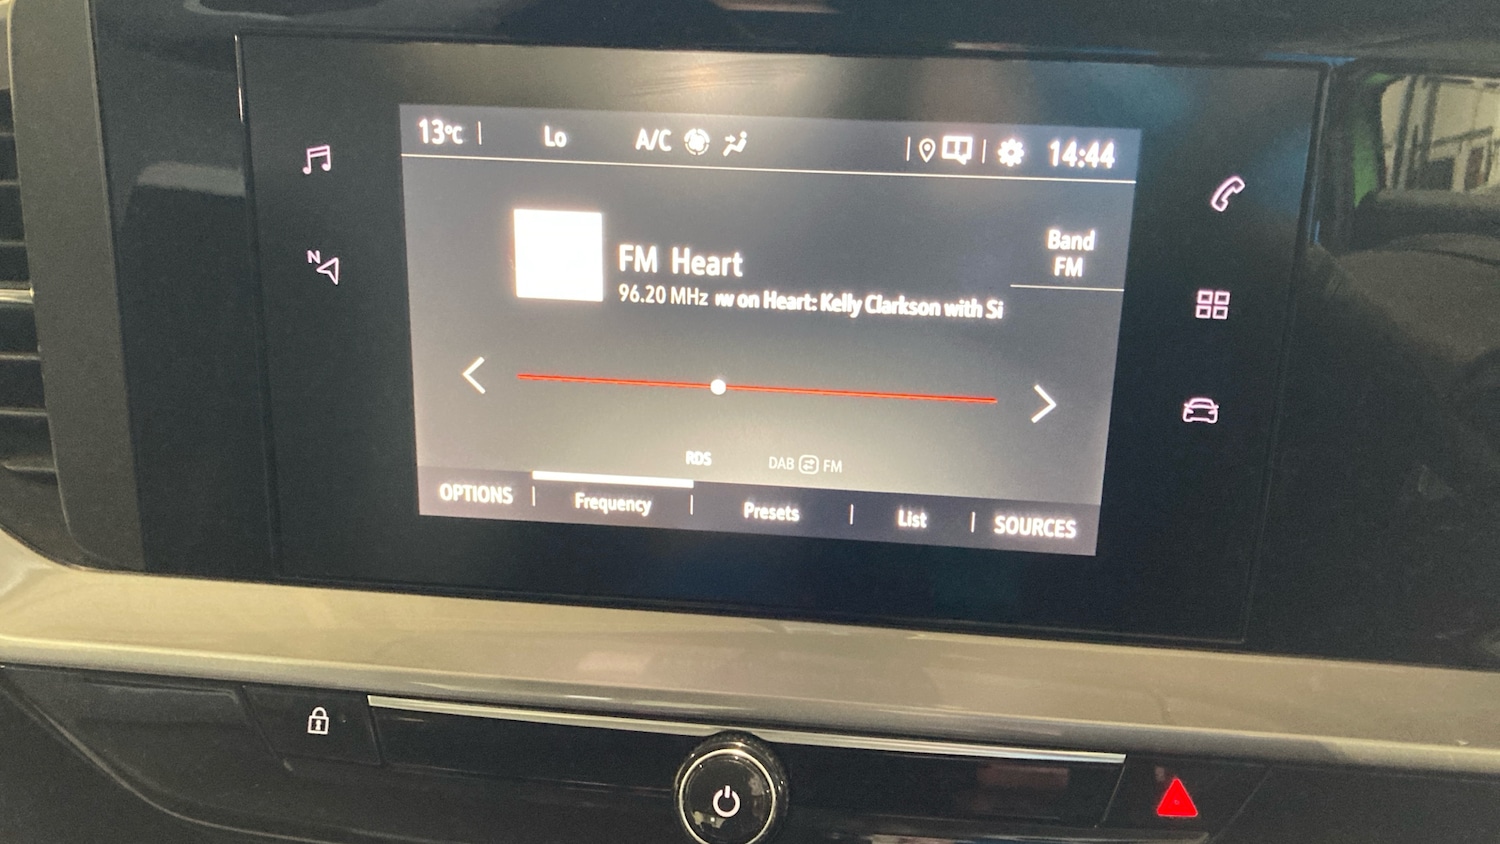 13°C Lo A/C 14:44
N
Band
FM
FM Heart
96.20 MHz w on Heart: Kelly Clarkson with Si
RDS DAB FM
OPTIONS Frequency Presets List SOURCES